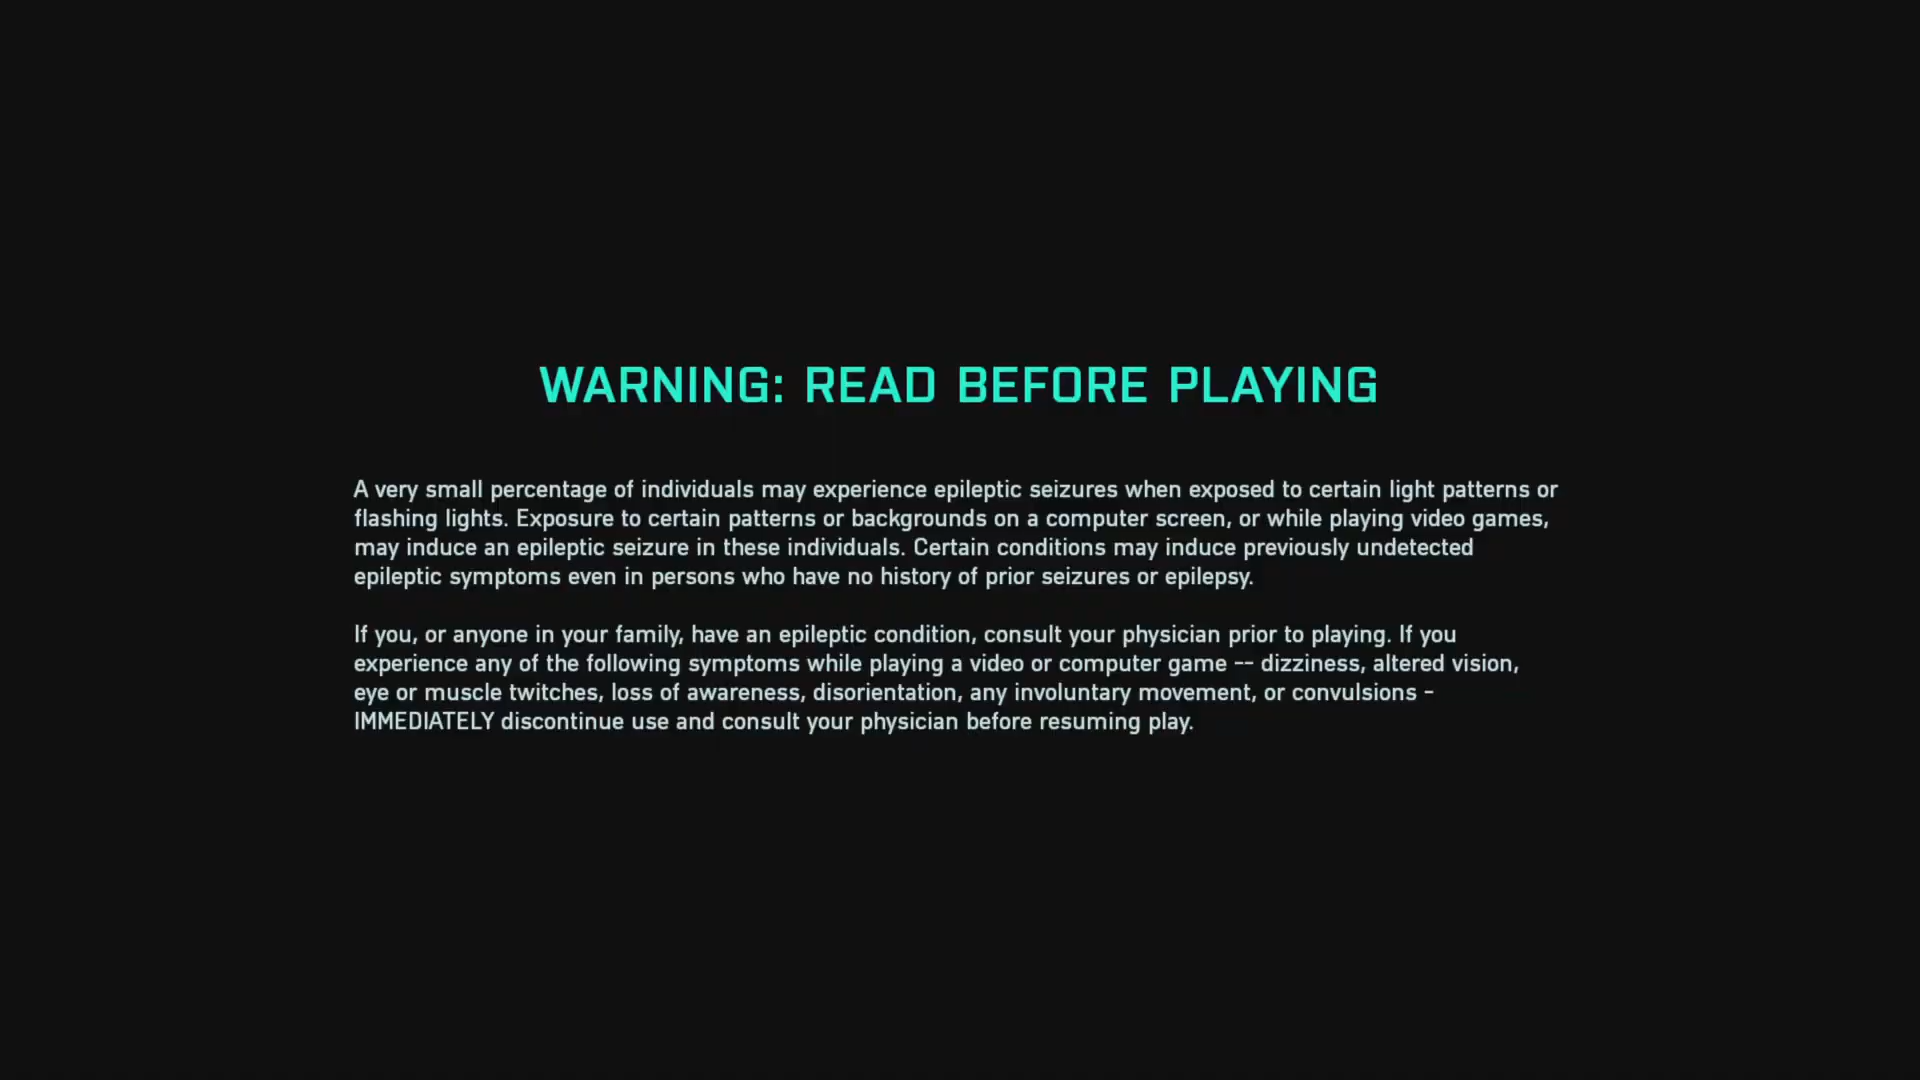 WARNING: READ BEFORE PLAYING
A very small percentage of individuals may experience epileptic seizures when exposed to certain light patterns or
flashing lights. Exposure to certain patterns or backgrounds on a computer screen, or while playing video games,
may induce an epileptic seizure in these individuals. Certain conditions may induce previously undetected
epileptic symptoms even in persons who have no history of prior seizures or epilepsy.
If you, or anyone in your family, have an epileptic condition, consult your physician prior to playing. If you
experience any of the following symptoms while playing a video or computer game -- dizziness, altered vision,
eye or muscle twitches, loss of awareness, disorientation, any involuntary movement, or convulsions -
IMMEDIATELY discontinue use and consult your physician before resuming play.